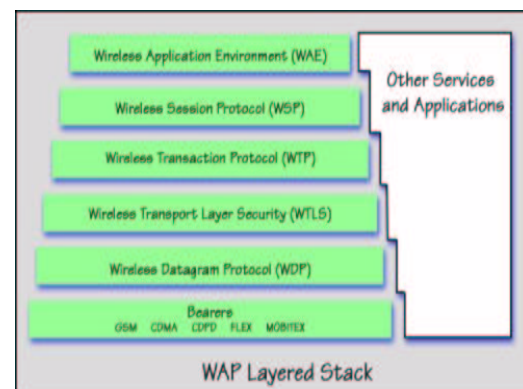 Wireless Application Environment (WAE)
Other Services
and Applications
Wireless Session Protocol (WSP)
Wireless Transaction Protocol (WTP)
Wireless Transport Layer Security (WTLS)
Wireless Datagram Protocol (WDP)
Bearers
GSM CDMA CDPD FLEX MOBITEX
WAP Layered Stack